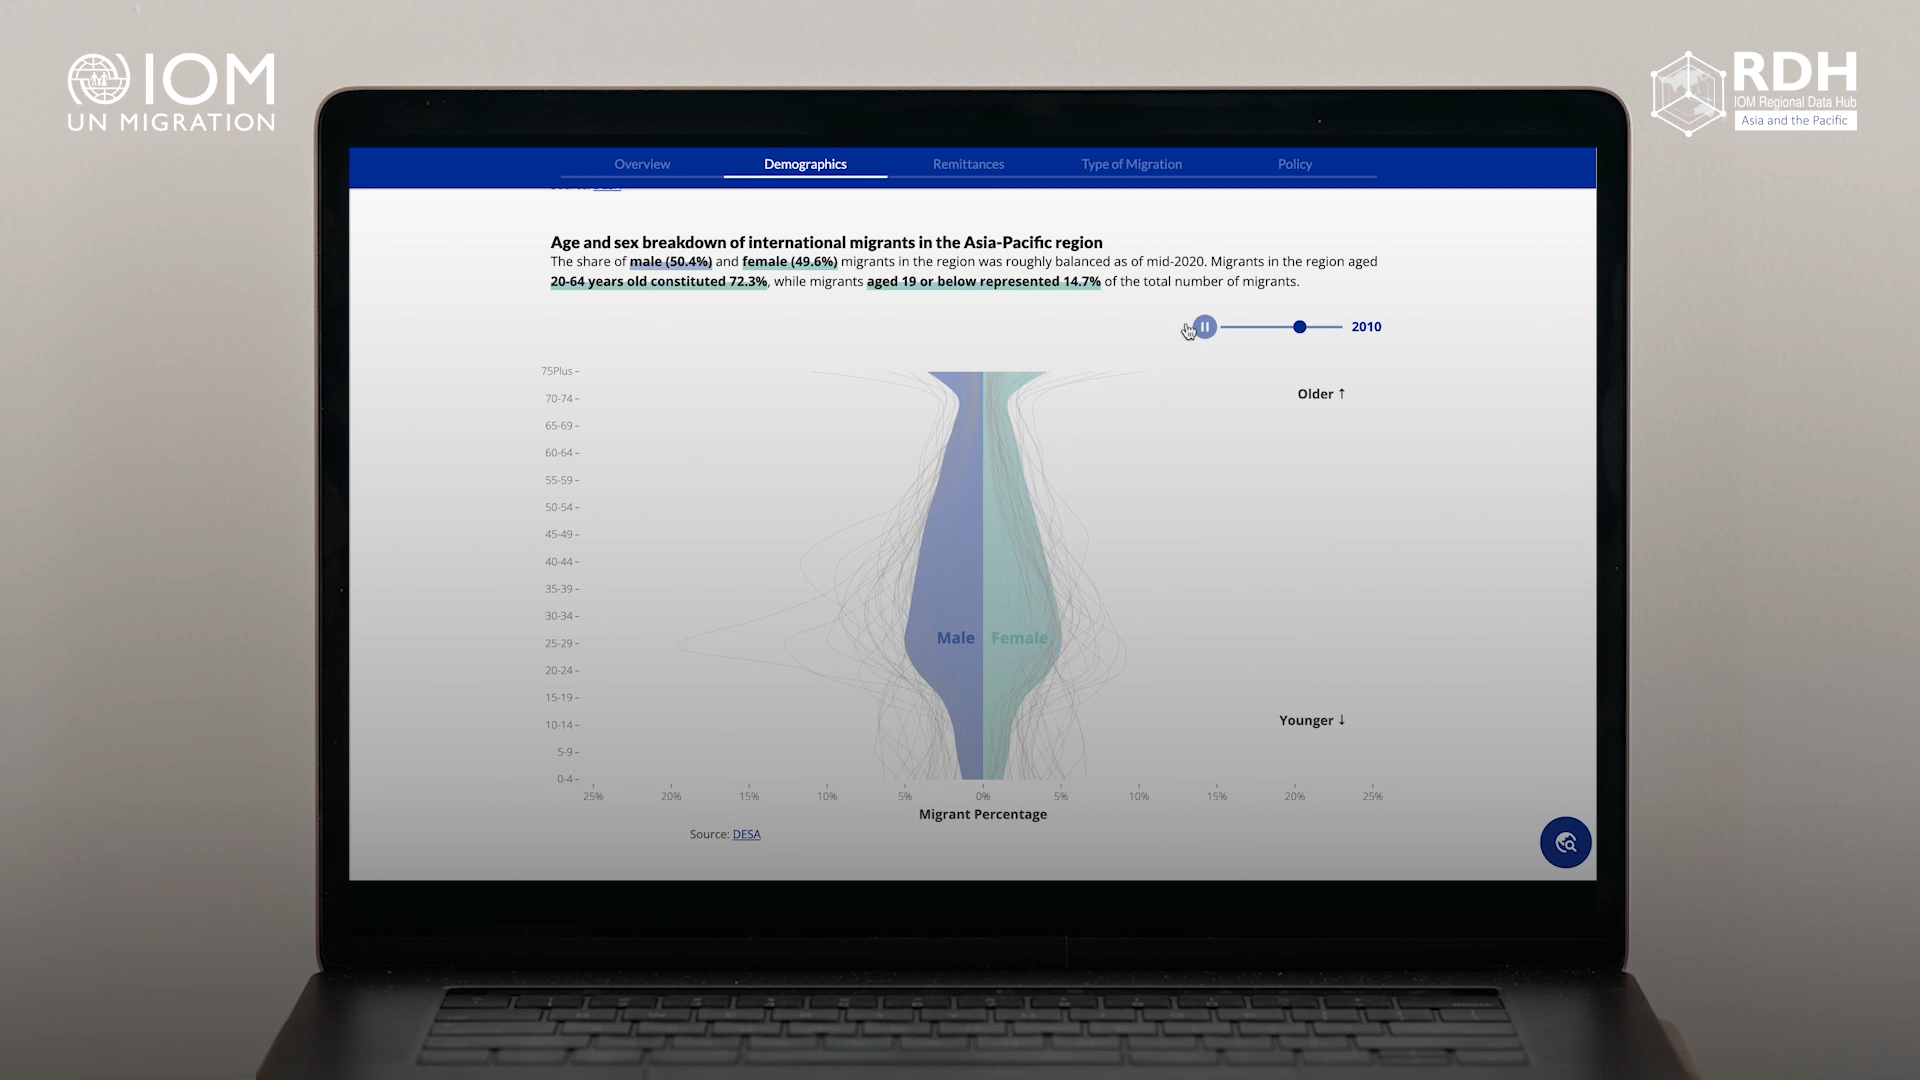 IOM
UN MIGRATION
RDH
IOM Regional Data Hub
Asia and the Pacific
Overview
Demographics
Remittances
Type of Migration
Policy
Age and sex breakdown of international migrants in the Asia-Pacific region
The share of male (50.4%) and female (49.6%) migrants in the region was roughly balanced as of mid-2020. Migrants in the region aged
20-64 years old constituted 72.3%, while migrants aged 19 or below represented 14.7% of the total number of migrants.
2010
75Plus
70-74
65-69
60-64
55-59
50-54
45-49
40-44
35-39
30-34
25-29
20-24
15-19
10-14
5-9
0-4
Older ↑
Male
Female
Younger ↓
25%
20%
15%
10%
5%
0%
5%
10%
15%
20%
25%
Migrant Percentage
Source: DESA